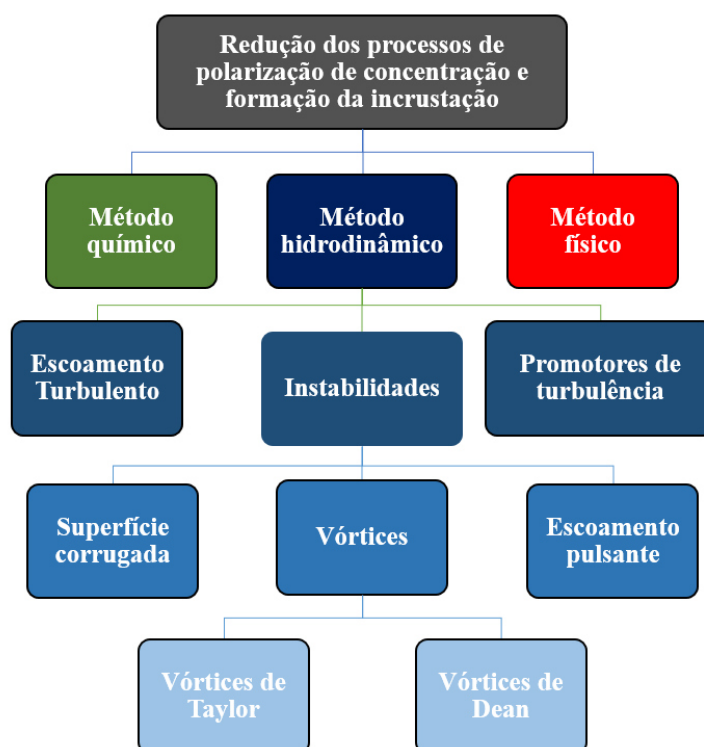 Redução dos processos de
polarização de concentração e
formação da incrustação
Método
químico
Método
hidrodinâmico
Método
físico
Escoamento
Turbulento
Instabilidades
Promotores de
turbulência
Superfície
corrugada
Vórtices
Escoamento
pulsante
Vórtices de
Taylor
Vórtices de
Dean